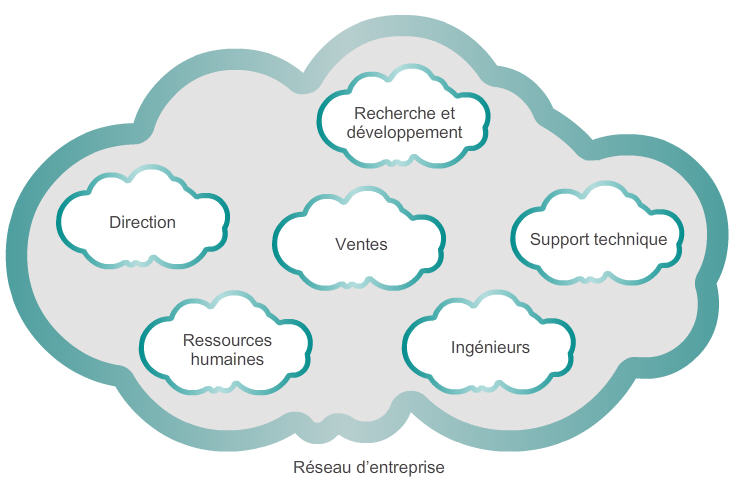 Recherche et
développement
Direction
Ventes
Support technique
Ressources
humaines
Ingénieurs
Réseau d’entreprise